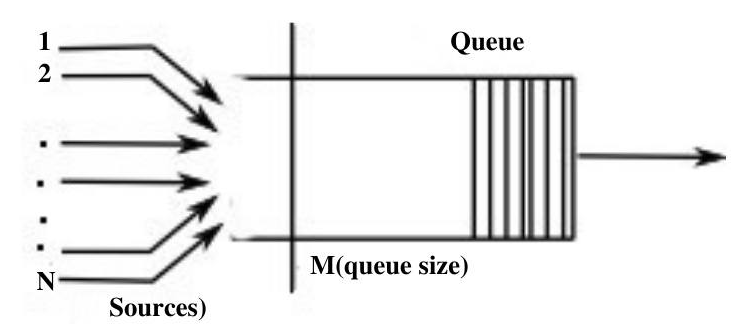 1
Queue
2
.
.
.
.
N
M(queue size)
Sources)